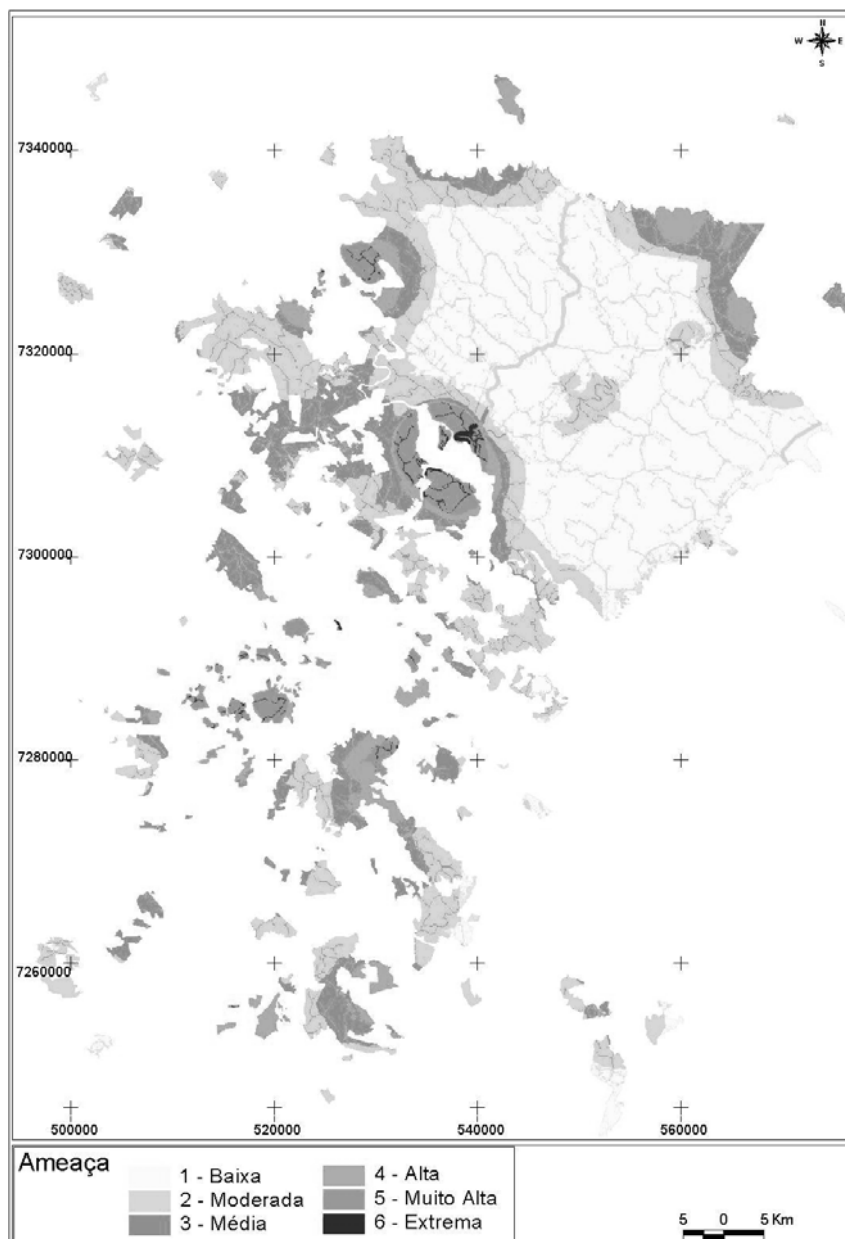 N
W E
S
7340000
7320000
7300000
7280000
7260000
500000 520000 540000 560000
Ameaça
1 - Baixa 4 - Alta
2 - Moderada 5 - Muito Alta
3 - Média 6 - Extrema
5 0 5 Km